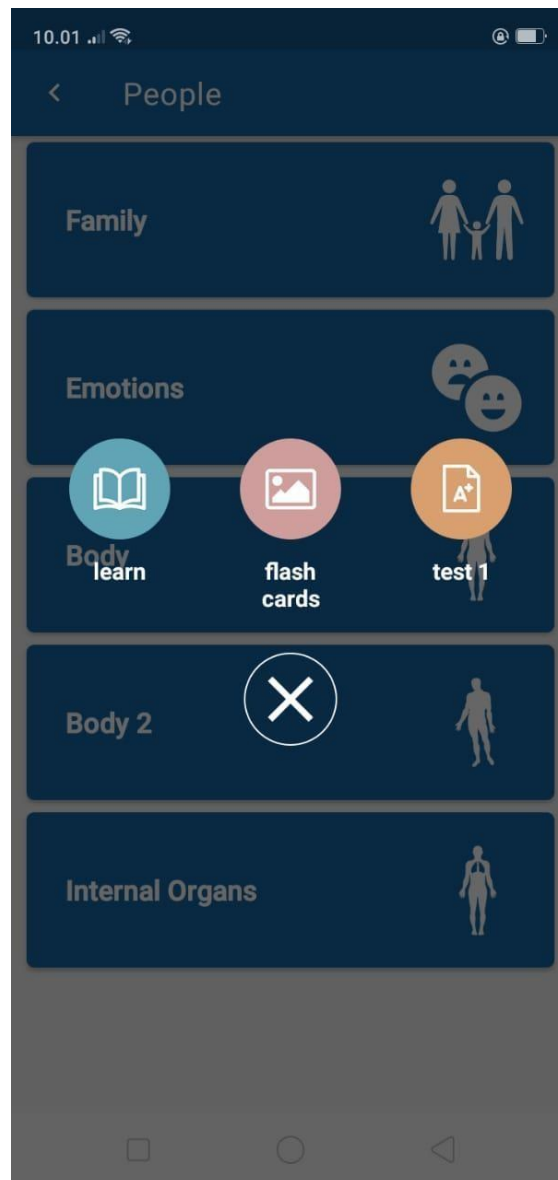 10.01
People
Family
Emotions
Body
learn
flash
cards
test 1
A+
Body 2
Internal Organs